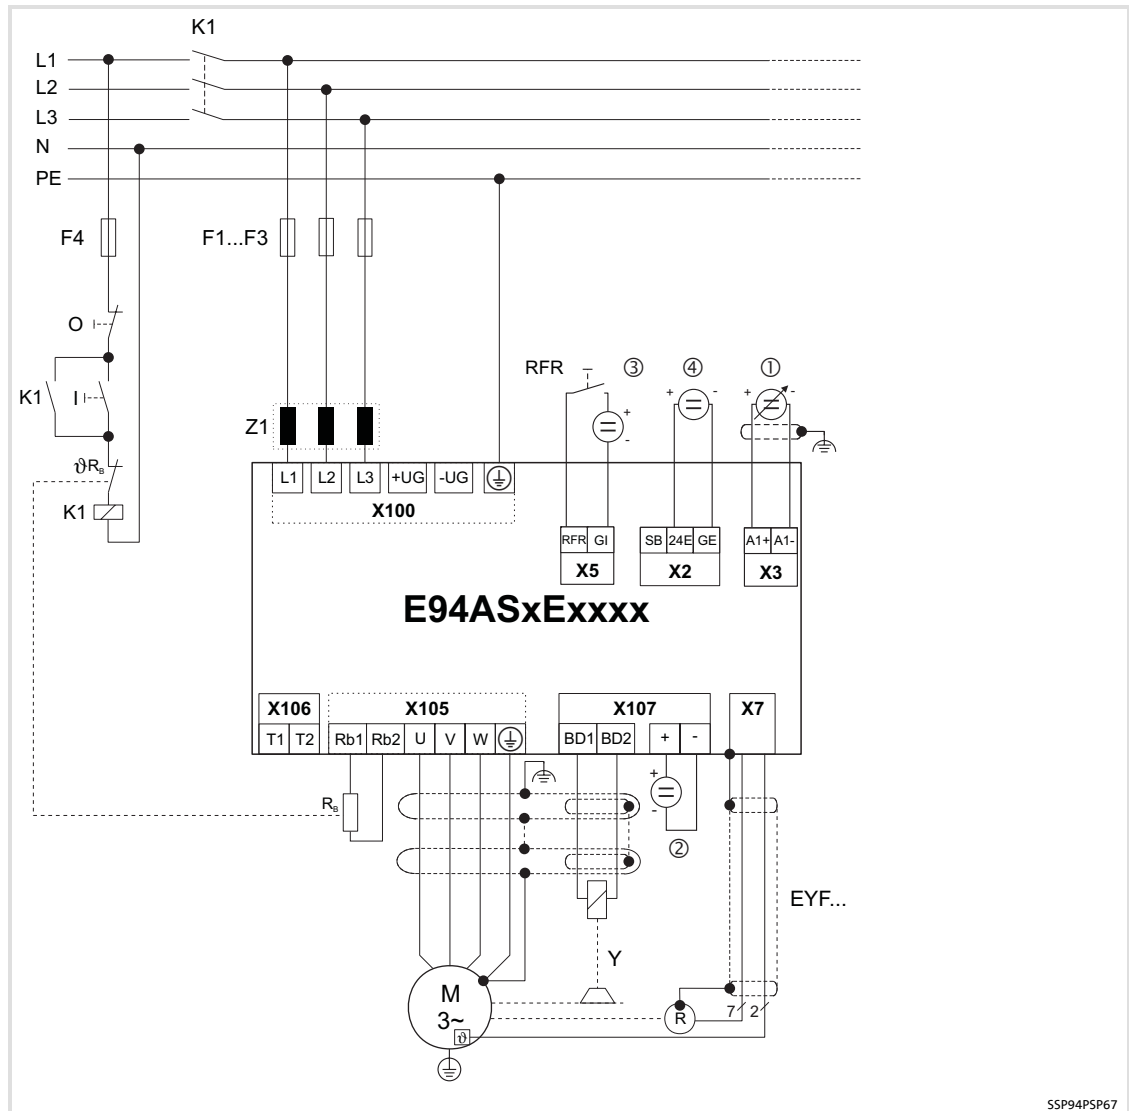 K1
L1
L2
L3
N
PE
F4
F1...F3
O
K1
I
ϑRB
K1
Z1
RFR
③
④
①
+
-
+
-
+
-
L1 L2 L3 +UG -UG
X100
RFR GI
X5
SB 24E GE
X2
A1+ A1-
X3
E94ASxExxxx
X106
T1 T2
X105
Rb1 Rb2 U V W
X107
BD1 BD2 + -
X7
RB
+
-
②
EYF...
Y
M
3~
ϑ
R
7
2
SSP94PSP67